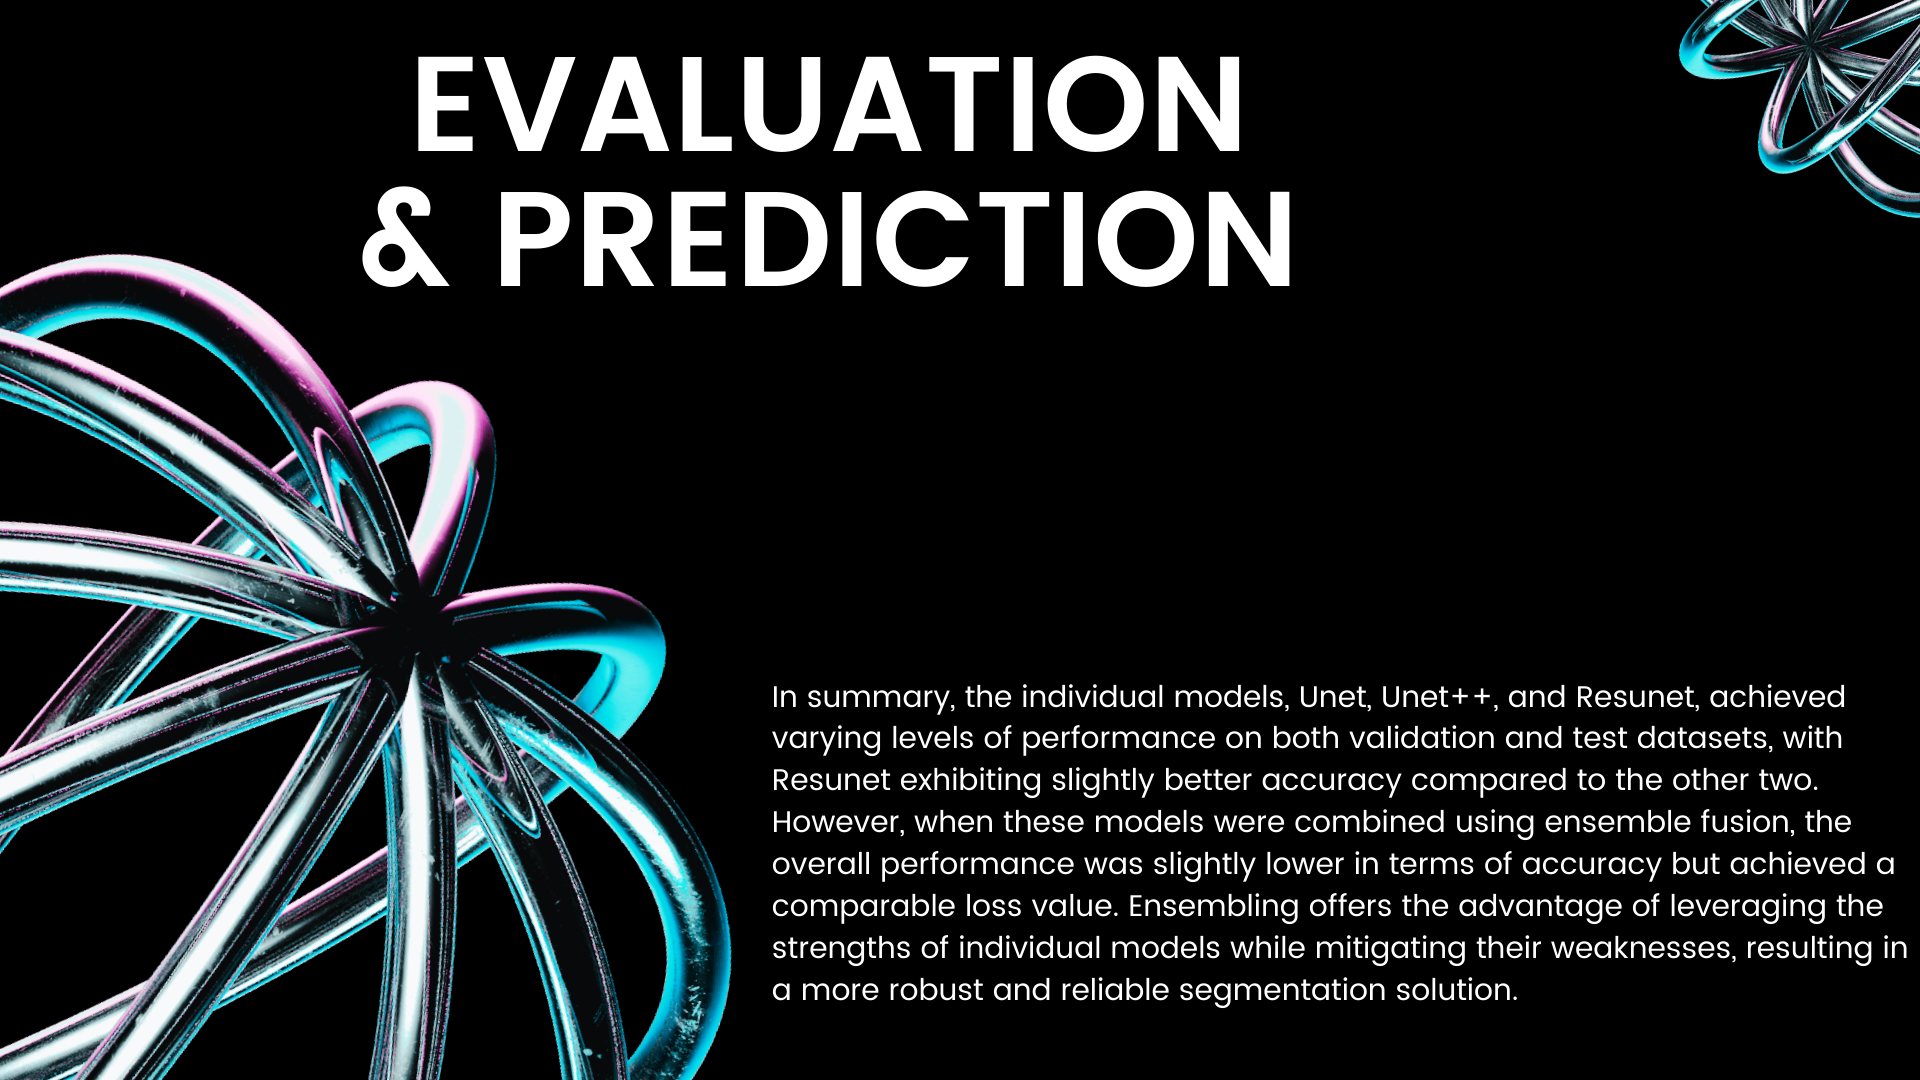 EVALUATION
& PREDICTION
In summary, the individual models, Unet, Unet++, and Resunet, achieved
varying levels of performance on both validation and test datasets, with
Resunet exhibiting slightly better accuracy compared to the other two.
However, when these models were combined using ensemble fusion, the
overall performance was slightly lower in terms of accuracy but achieved a
comparable loss value. Ensembling offers the advantage of leveraging the
strengths of individual models while mitigating their weaknesses, resulting in
a more robust and reliable segmentation solution.